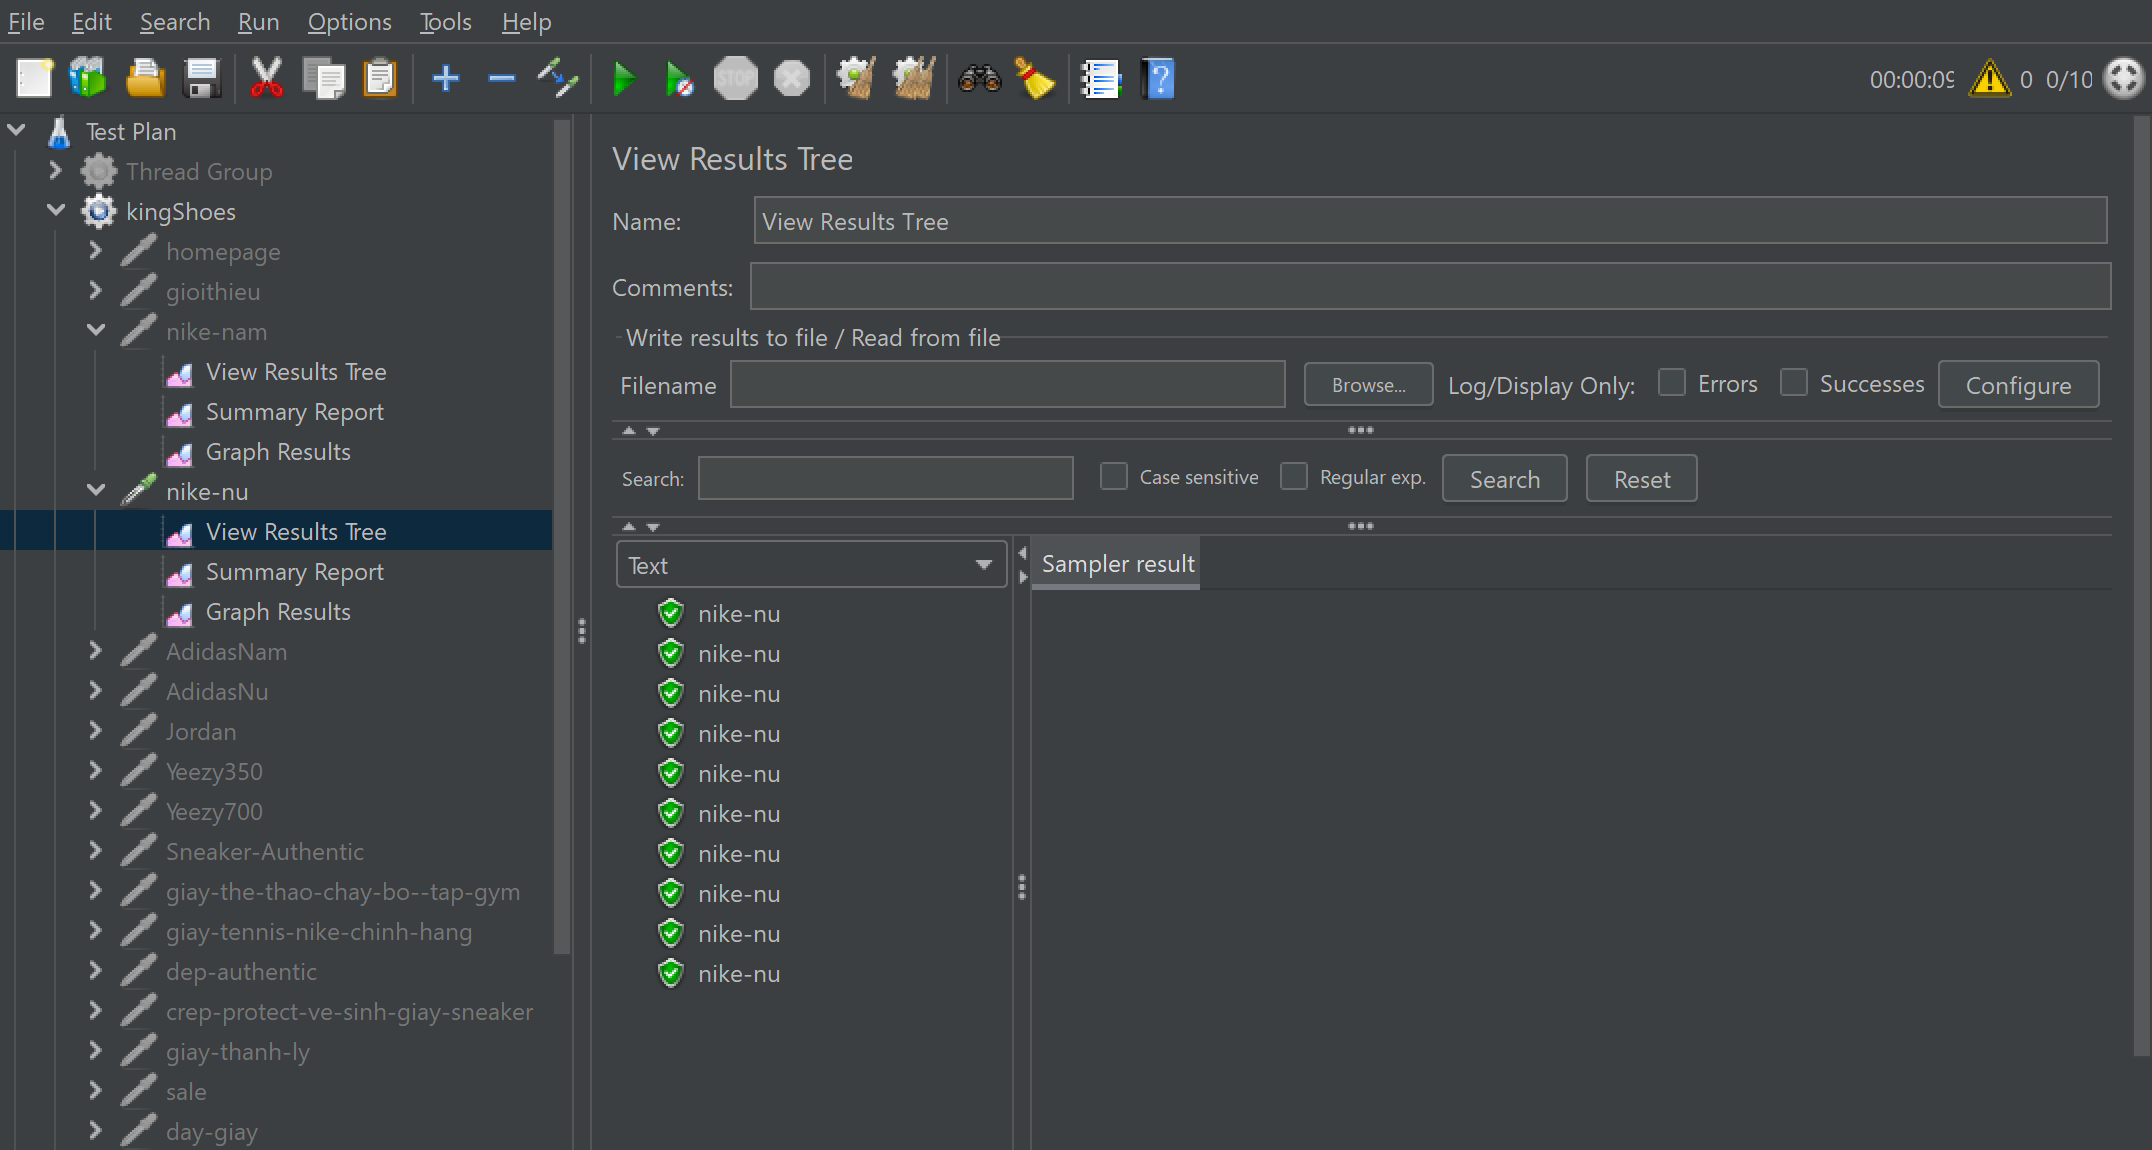 File Edit Search Run Options Tools Help
STOP 00:00:09 0 0/10
Test Plan
Thread Group
kingShoes
homepage
gioithieu
nike-nam
View Results Tree
Summary Report
Graph Results
nike-nu
View Results Tree
Summary Report
Graph Results
AdidasNam
AdidasNu
Jordan
Yeezy350
Yeezy700
Sneaker-Authentic
giay-the-thao-chay-bo--tap-gym
giay-tennis-nike-chinh-hang
dep-authentic
crep-protect-ve-sinh-giay-sneaker
giay-thanh-ly
sale
day-giay
View Results Tree
Name: View Results Tree
Comments:
Write results to file / Read from file
Filename Browse... Log/Display Only: Errors Successes Configure
Search: Case sensitive Regular exp. Search Reset
Text
Sampler result
nike-nu
nike-nu
nike-nu
nike-nu
nike-nu
nike-nu
nike-nu
nike-nu
nike-nu
nike-nu